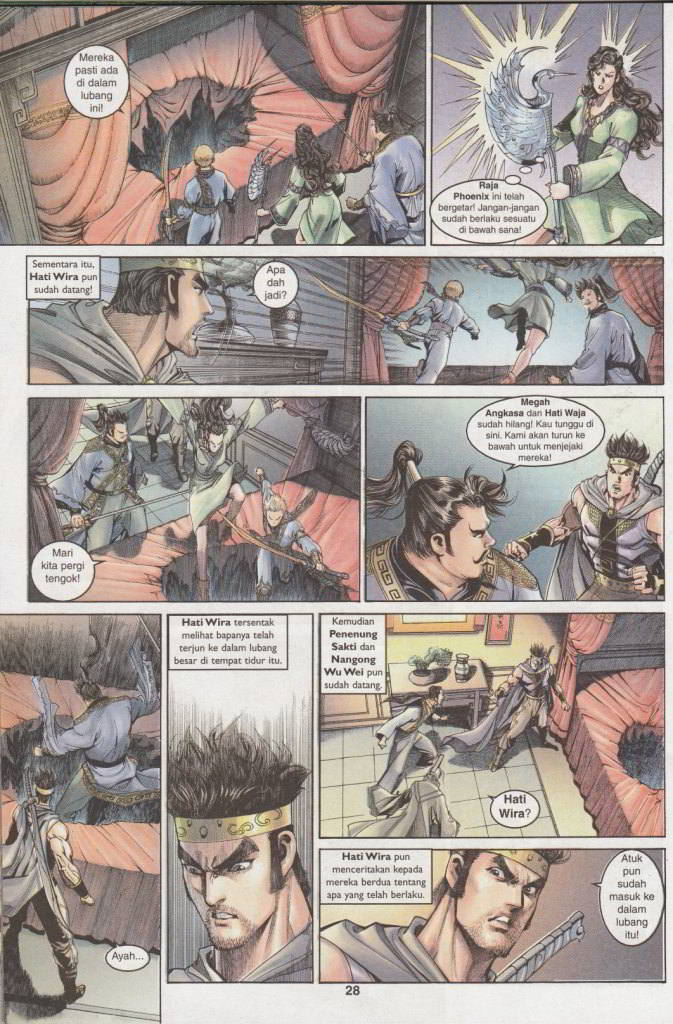 Mereka
pasti ada
di dalam
lubang
ini!
Raja
Phoenix ini telah
bergetar! Jangan-jangan
sudah berlaku sesuatu
di bawah sana!
Sementara itu,
Hati Wira pun
sudah datang!
Apa
dah
jadi?
Mari
kita pergi
tengok!
Megah
Angkasa dan Hati Waja
sudah hilang! Kau tunggu di
sini. Kami akan turun ke
bawah untuk menjejaki
mereka!
Ayah...
Hati Wira tersentak
melihat bapanya telah
terjun ke dalam lubang
besar di tempat tidur itu.
Kemudian
Penenung
Sakti dan
Nangong
Wu Wei pun
sudah datang.
Hati
Wira?
Hati Wira pun
menceritakan kepada
mereka berdua tentang
apa yang telah berlaku.
Atuk
pun
sudah
masuk ke
dalam
lubang
itu!
28